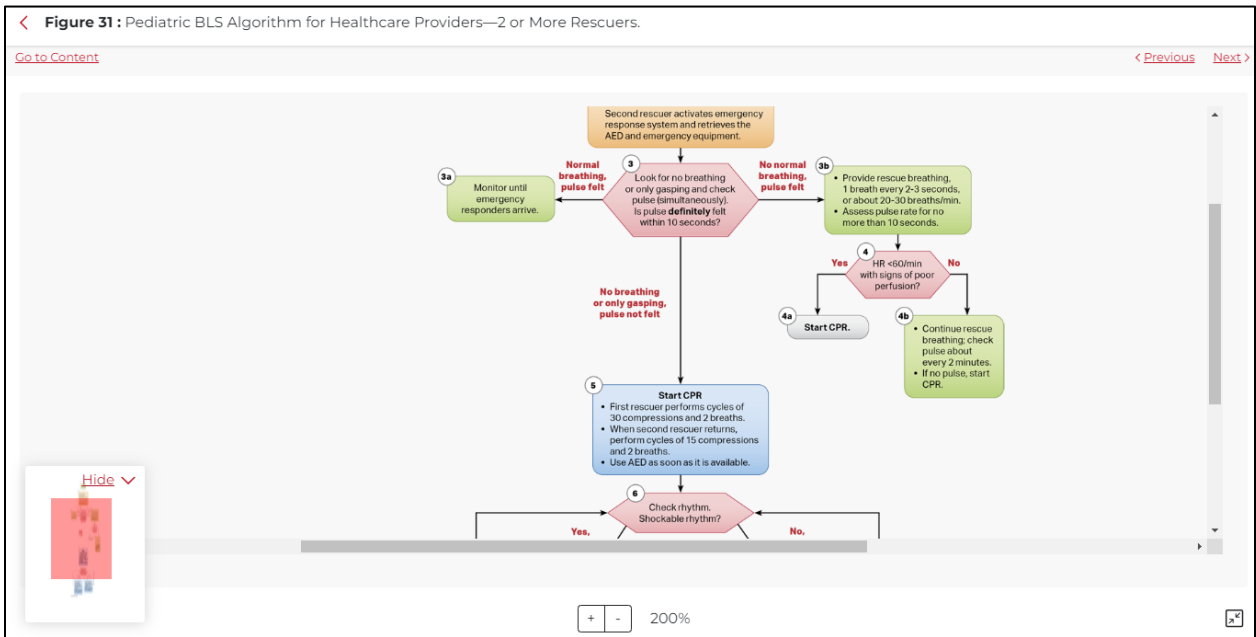 Figure 31 : Pediatric BLS Algorithm for Healthcare Providers—2 or More Rescuers.
Go to Content
Previous
Next
Second rescuer activates emergency
response system and retrieves the
AED and emergency equipment.
3a
Monitor until
emergency
responders arrive.
Normal
breathing,
pulse felt
3
Look for no breathing
or only gasping and check
pulse (simultaneously).
Is pulse definitely felt
within 10 seconds?
No normal
breathing,
pulse felt
3b
• Provide rescue breathing,
1 breath every 2-3 seconds,
or about 20-30 breaths/min.
• Assess pulse rate for no
more than 10 seconds.
4
Yes
HR <60/min
with signs of poor
perfusion?
No
No breathing
or only gasping,
pulse not felt
4a
Start CPR.
4b
• Continue rescue
breathing; check
pulse about
every 2 minutes.
• If no pulse, start
CPR.
5
Start CPR
• First rescuer performs cycles of
30 compressions and 2 breaths.
• When second rescuer returns,
perform cycles of 15 compressions
and 2 breaths.
• Use AED as soon as it is available.
Hide
6
Check rhythm.
Shockable rhythm?
Yes,
No,
+ - 200%